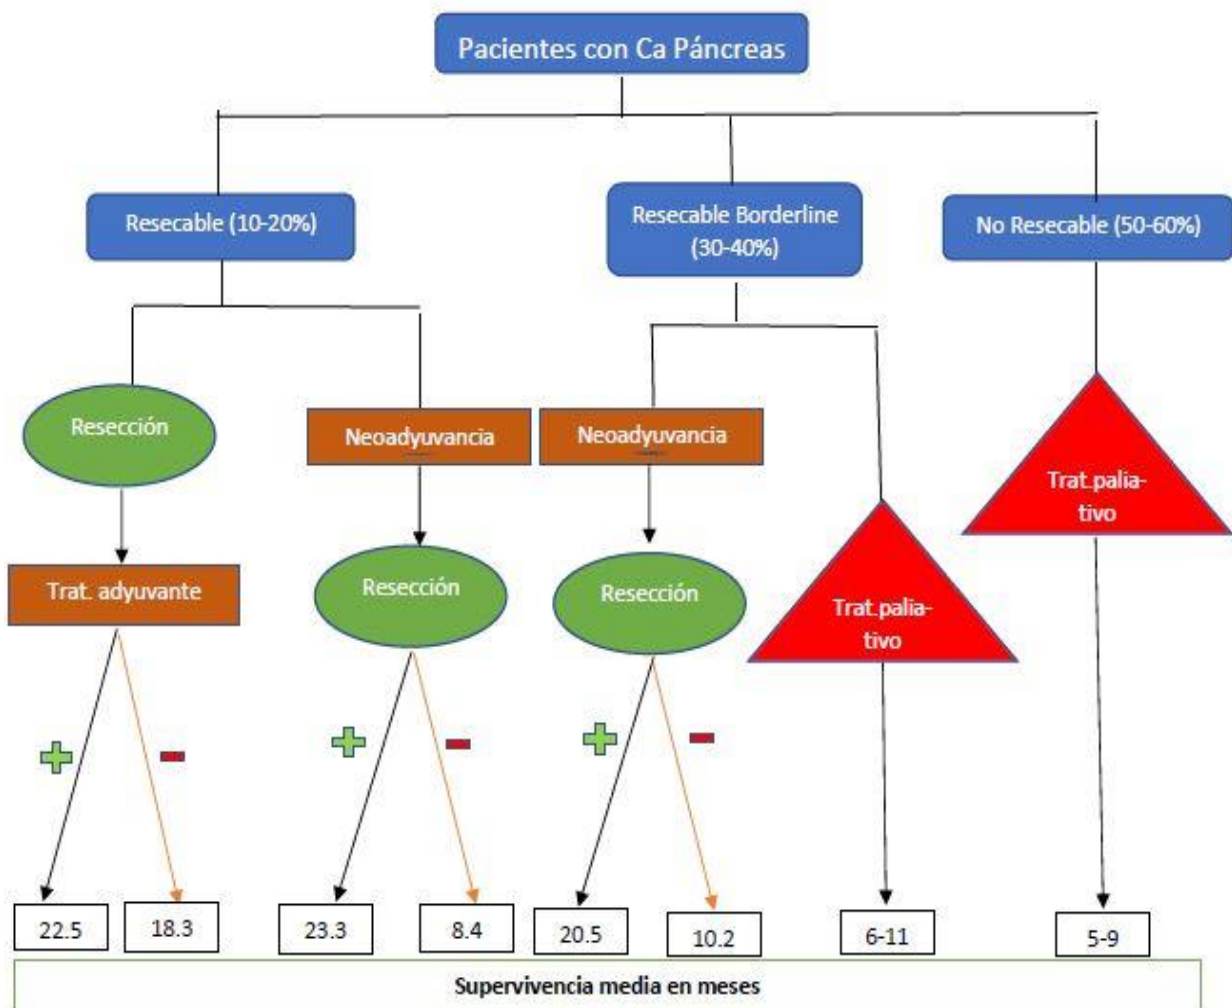 Pacientes con Ca Páncreas
Resecable (10-20%)
Resecable Borderline
(30-40%)
No Resecable (50-60%)
Resección
Neoadyuvancia
Neoadyuvancia
Trat.palia-
tivo
Trat. adyuvante
Resección
Resección
Trat.palia-
tivo
22.5
18.3
23.3
8.4
20.5
10.2
6-11
5-9
Supervivencia media en meses